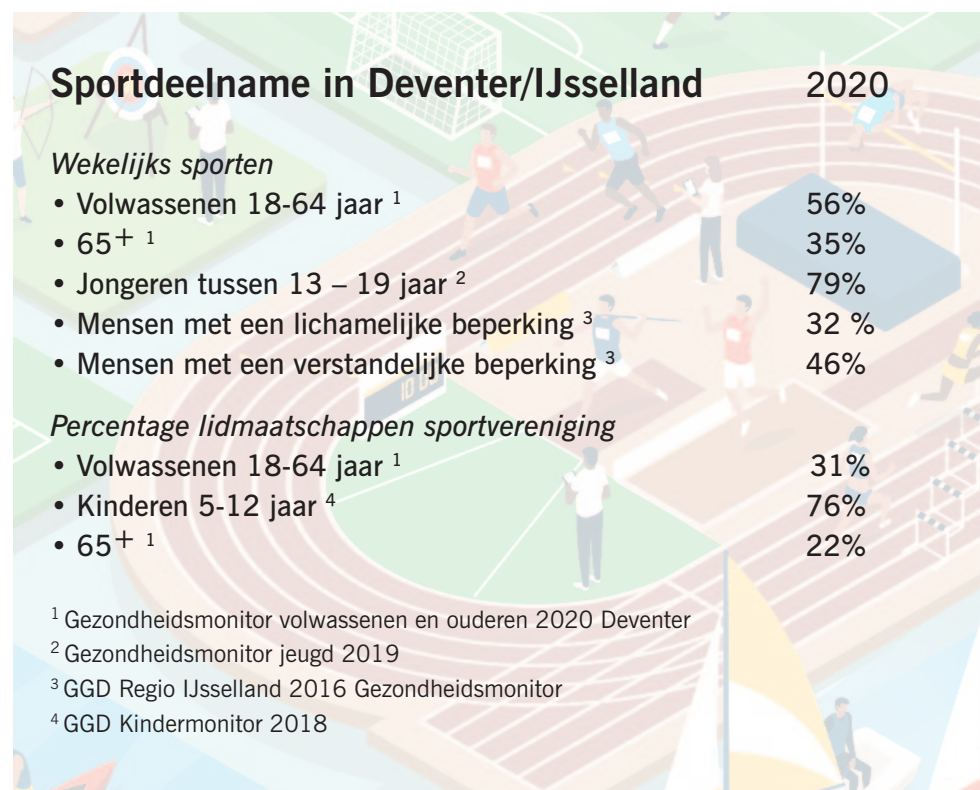 Sportdeelname in Deventer/IJsselland 2020
Wekelijks sporten
• Volwassenen 18-64 jaar ¹ 56%
• 65⁺ ¹ 35%
• Jongeren tussen 13 – 19 jaar ² 79%
• Mensen met een lichamelijke beperking ³ 32 %
• Mensen met een verstandelijke beperking ³ 46%
Percentage lidmaatschappen sportvereniging
• Volwassenen 18-64 jaar ¹ 31%
• Kinderen 5-12 jaar ⁴ 76%
• 65⁺ ¹ 22%
¹ Gezondheidsmonitor volwassenen en ouderen 2020 Deventer
² Gezondheidsmonitor jeugd 2019
³ GGD Regio IJsselland 2016 Gezondheidsmonitor
⁴ GGD Kindermonitor 2018